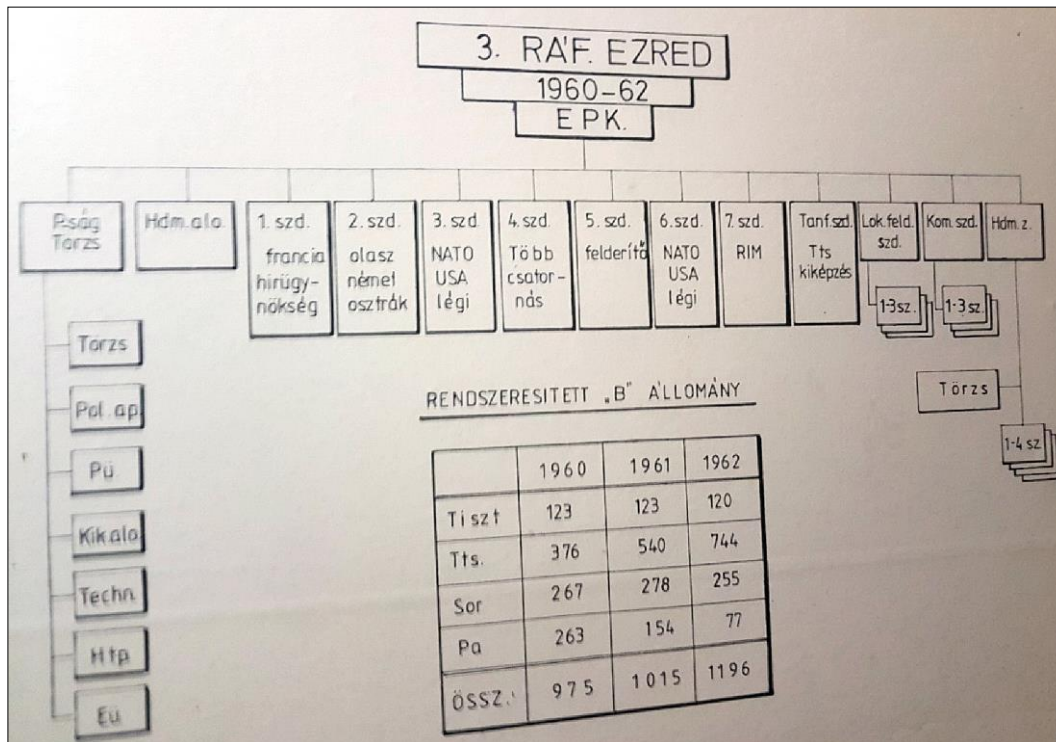 3. RÁF. EZRED
1960-62
E PK.
P.ság
Törzs
Hdm. alo.
1. szd.
francia
hirügy-
nökség
2. szd.
olasz
német
osztrák
3. szd.
NATO
USA
légi
4. szd.
Több
csator-
nás
5. szd.
felderítő
6. szd.
NATO
USA
légi
7. szd.
RIM
Tanf. szd.
Tts
kiképzés
Lok. feld.
szd.
Kom. szd.
Hdm. z.
1-3 sz.
1-3 sz.
Törzs
1-4 sz
Törzs
Pol. ap.
Pü
Kik. alo
Techn.
Htp
Eü
RENDSZERESITETT „B" ÁLLOMÁNY
1960 1961 1962
Tiszt 123 123 120
Tts. 376 540 744
Sor 267 278 255
Pa 263 154 77
ÖSSZ. 975 1015 1196